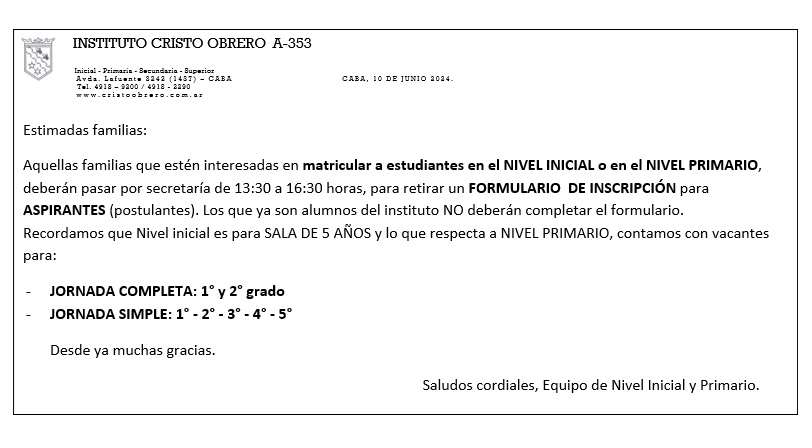 INSTITUTO CRISTO OBRERO A-353
Inicial - Primaria - Secundaria - Superior
Avda. Lafuente 3242 (1437) – CABA
CABA, 10 DE JUNIO 2024.
Tel. 4918 – 9200 / 4918 - 2290
www.cristoobrero.com.ar
Estimadas familias:
Aquellas familias que estén interesadas en matricular a estudiantes en el NIVEL INICIAL o en el NIVEL PRIMARIO,
deberán pasar por secretaría de 13:30 a 16:30 horas, para retirar un FORMULARIO DE INSCRIPCIÓN para
ASPIRANTES (postulantes). Los que ya son alumnos del instituto NO deberán completar el formulario.
Recordamos que Nivel inicial es para SALA DE 5 AÑOS y lo que respecta a NIVEL PRIMARIO, contamos con vacantes
para:
- JORNADA COMPLETA: 1° y 2° grado
- JORNADA SIMPLE: 1° - 2° - 3° - 4° - 5°
Desde ya muchas gracias.
Saludos cordiales, Equipo de Nivel Inicial y Primario.